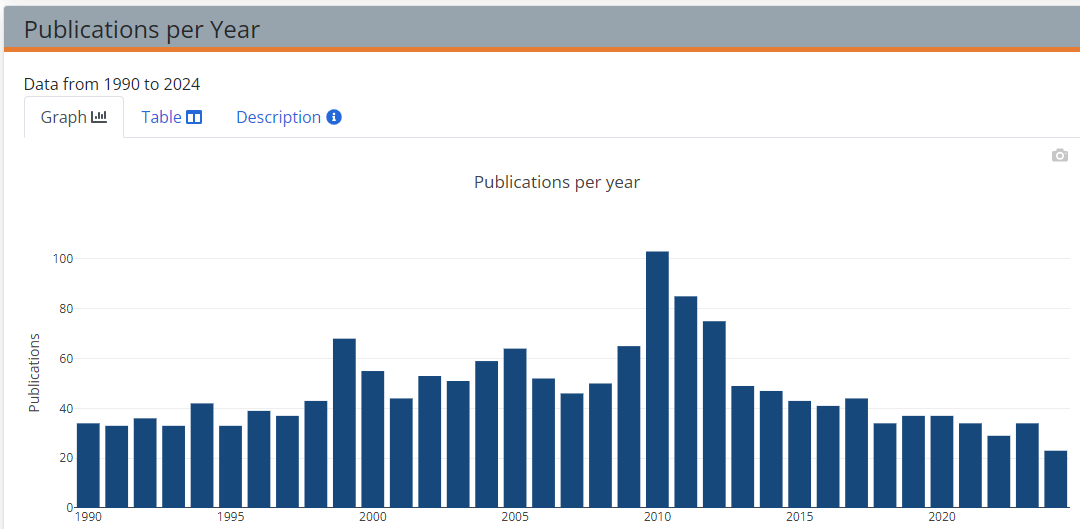 Publications per Year
Data from 1990 to 2024
Graph
Table
Description
Publications per year
Publications
100
80
60
40
20
0
1990 1995 2000 2005 2010 2015 2020